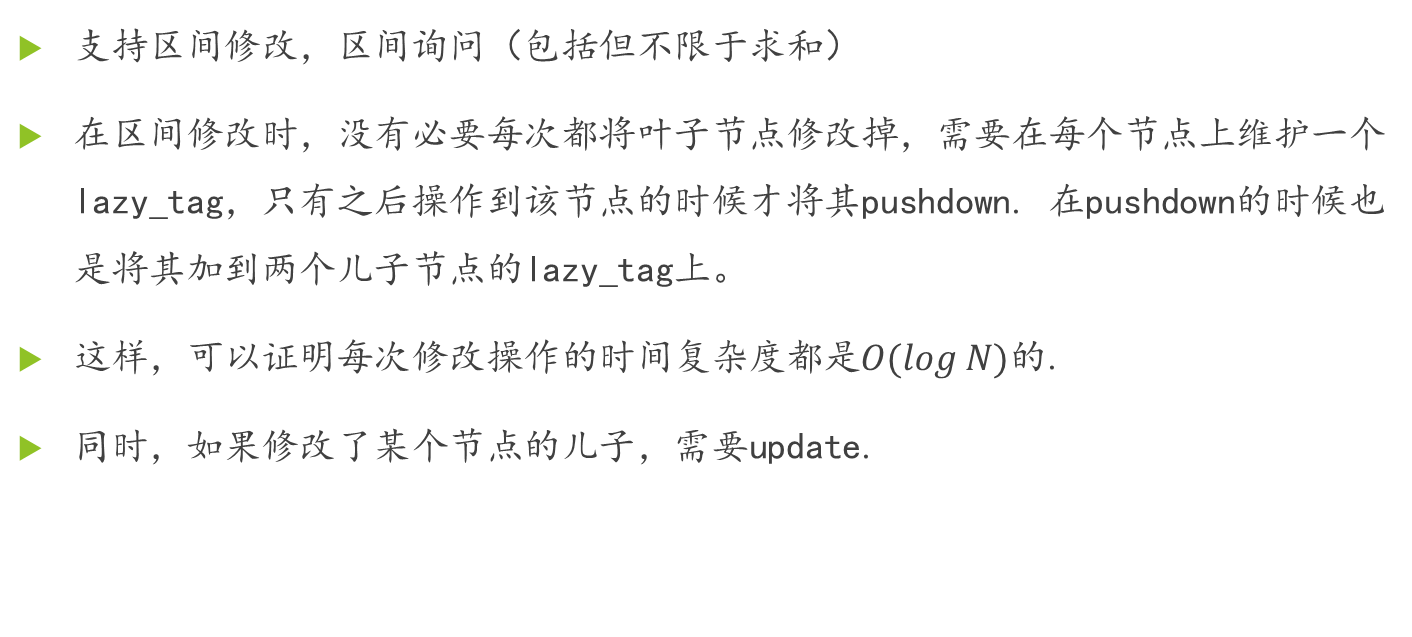 支持区间修改，区间询问（包括但不限于求和）
在区间修改时，没有必要每次都将叶子节点修改掉，需要在每个节点上维护一个
lazy_tag，只有之后操作到该节点的时候才将其pushdown. 在pushdown的时候也
是将其加到两个儿子节点的lazy_tag上。
这样，可以证明每次修改操作的时间复杂度都是O(log N)的.
同时，如果修改了某个节点的儿子，需要update.